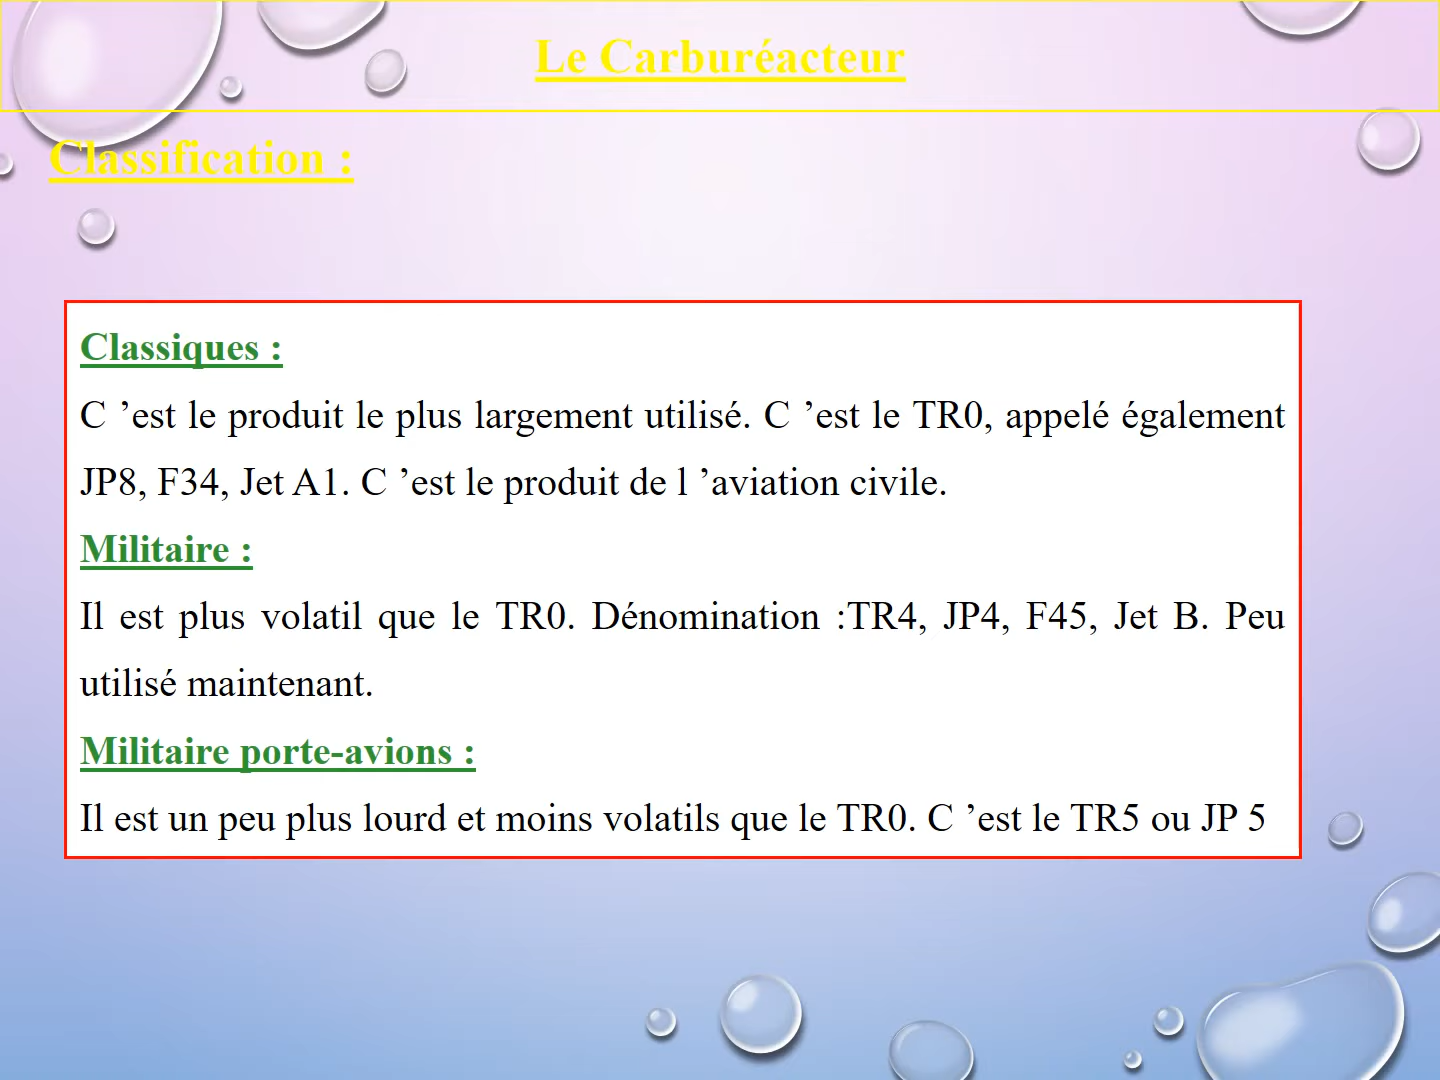 Le Carburéacteur
Classification :
Classiques :
C ’est le produit le plus largement utilisé. C ’est le TR0, appelé également
JP8, F34, Jet A1. C ’est le produit de l ’aviation civile.
Militaire :
Il est plus volatil que le TR0. Dénomination :TR4, JP4, F45, Jet B. Peu
utilisé maintenant.
Militaire porte-avions :
Il est un peu plus lourd et moins volatils que le TR0. C ’est le TR5 ou JP 5